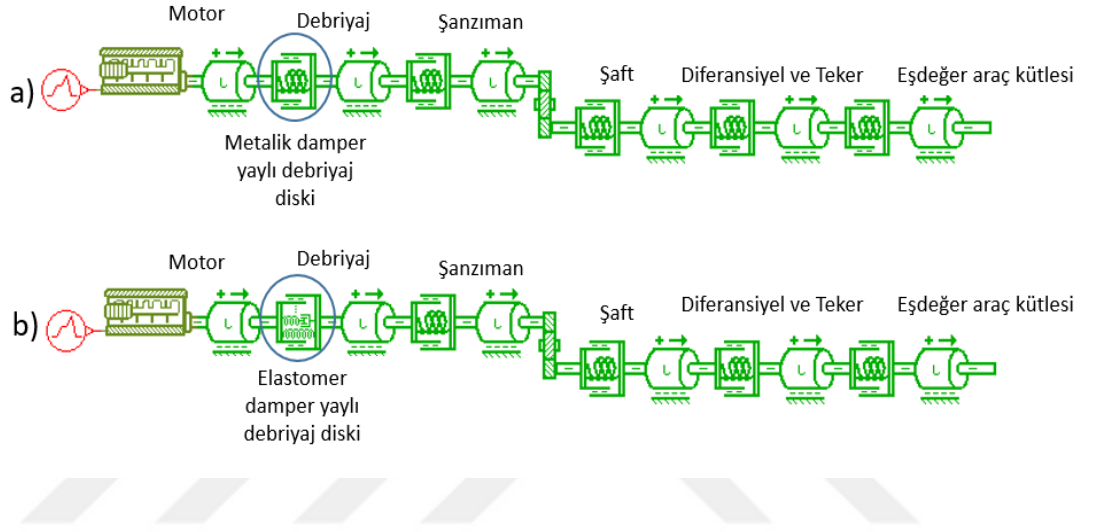 Motor
Debriyaj
Şanzıman
a)
Şaft
Diferansiyel ve Teker
Eşdeğer araç kütlesi
Metalik damper
yaylı debriyaj
diski
Motor
Debriyaj
Şanzıman
b)
Şaft
Diferansiyel ve Teker
Eşdeğer araç kütlesi
Elastomer
damper yaylı
debriyaj diski